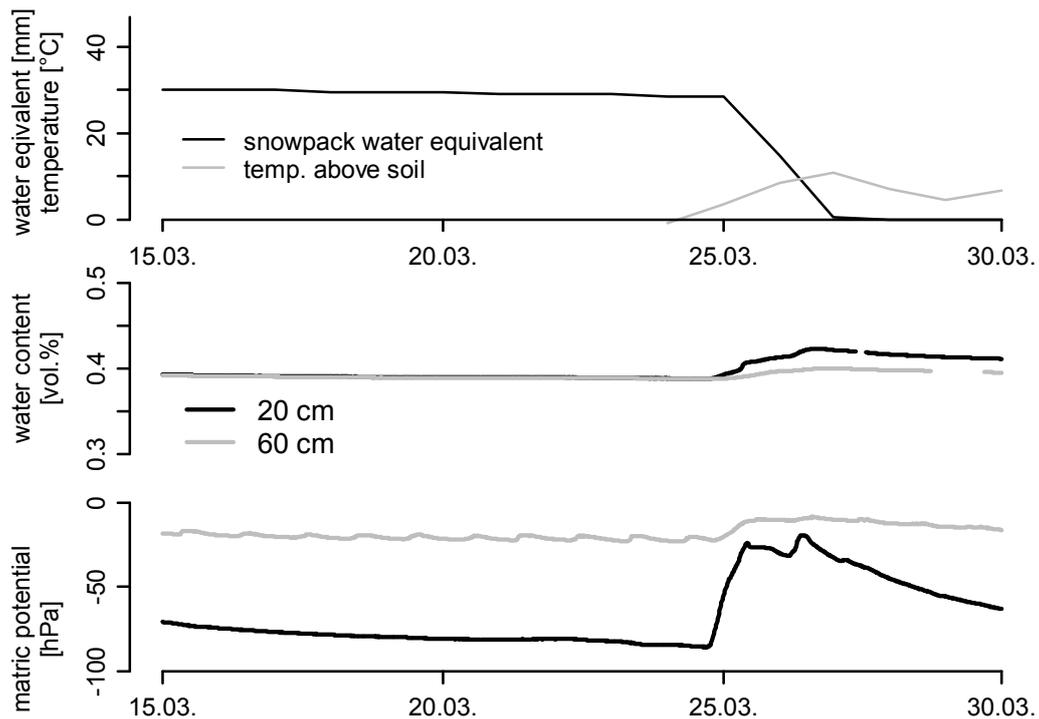 water eqivalent [mm]
temperature [°C]
40
20
0
snowpack water eqivalent
temp. above soil
15.03.
20.03.
25.03.
30.03.
water content
[vol.%]
0.5
0.4
0.3
20 cm
60 cm
matric potential
[hPa]
0
-50
-100
15.03.
20.03.
25.03.
30.03.